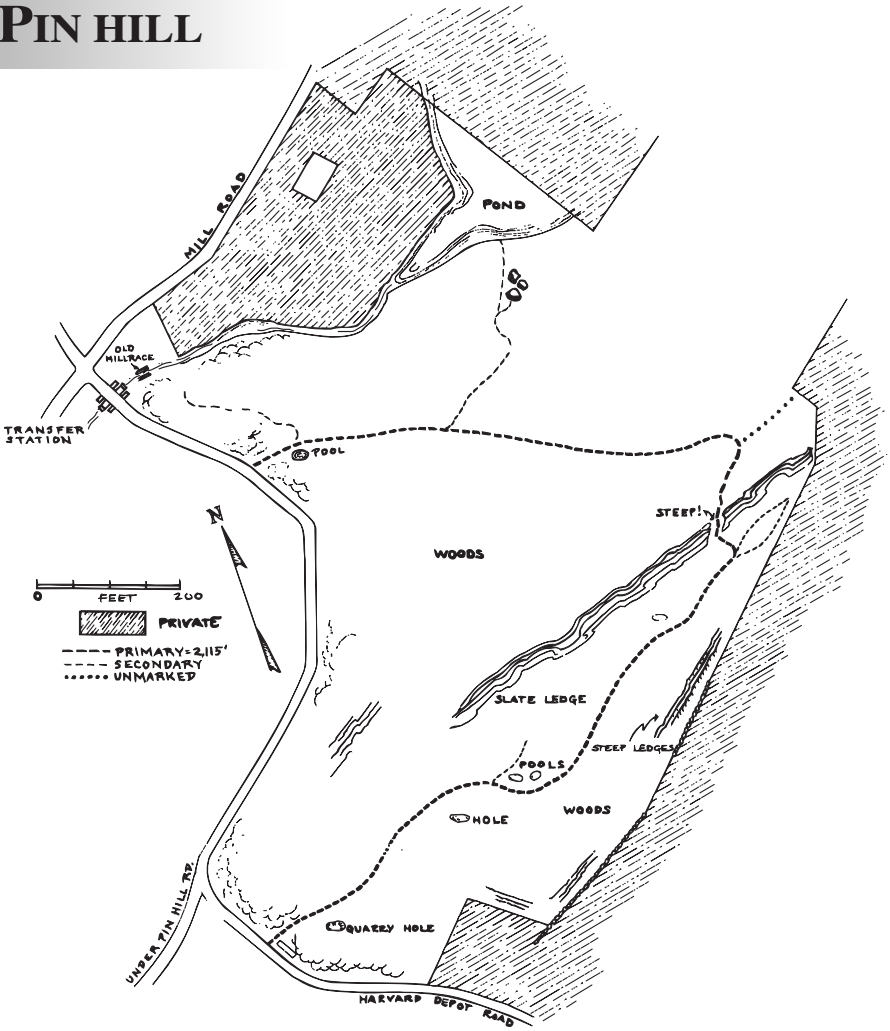 PIN HILL
MILL ROAD
POND
OLD
MILLRACE
TRANSFER
STATION
POOL
STEEP!
N
WOODS
0 FEET 200
PRIVATE
PRIMARY=2,115'
SECONDARY
UNMARKED
SLATE LEDGE
STEEP LEDGES
POOLS
WOODS
HOLE
QUARRY HOLE
UNDER PIN HILL RD.
HARVARD DEPOT ROAD